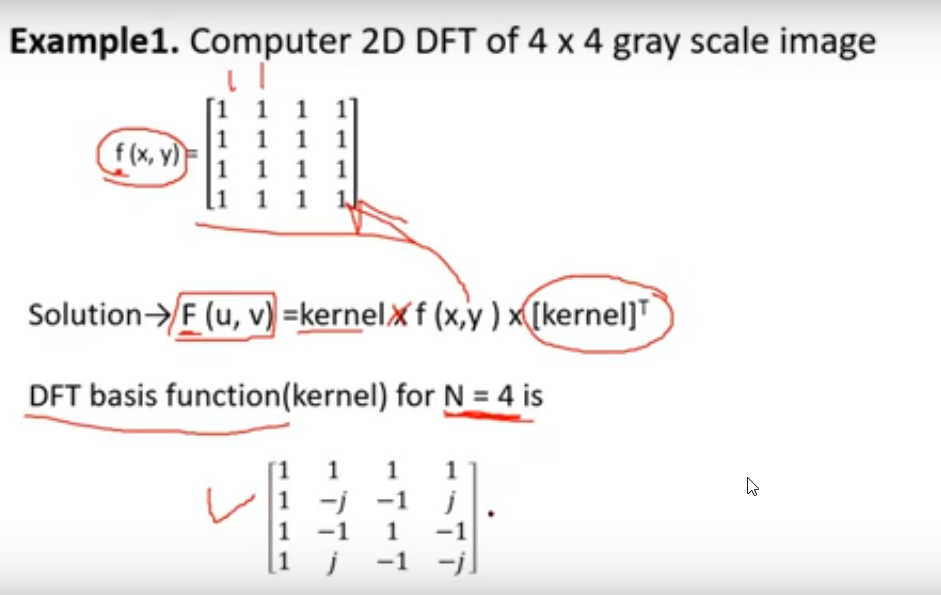 Example1. Computer 2D DFT of 4 x 4 gray scale image
f (x, y)=
[1 1 1 1]
[1 1 1 1]
[1 1 1 1]
[1 1 1 1]
Solution→ F (u, v) =kernel x f (x,y ) x [kernel]ᵀ
DFT basis function(kernel) for N = 4 is
[1 1 1 1]
[1 −j −1 j]
[1 −1 1 −1]
[1 j −1 −j].